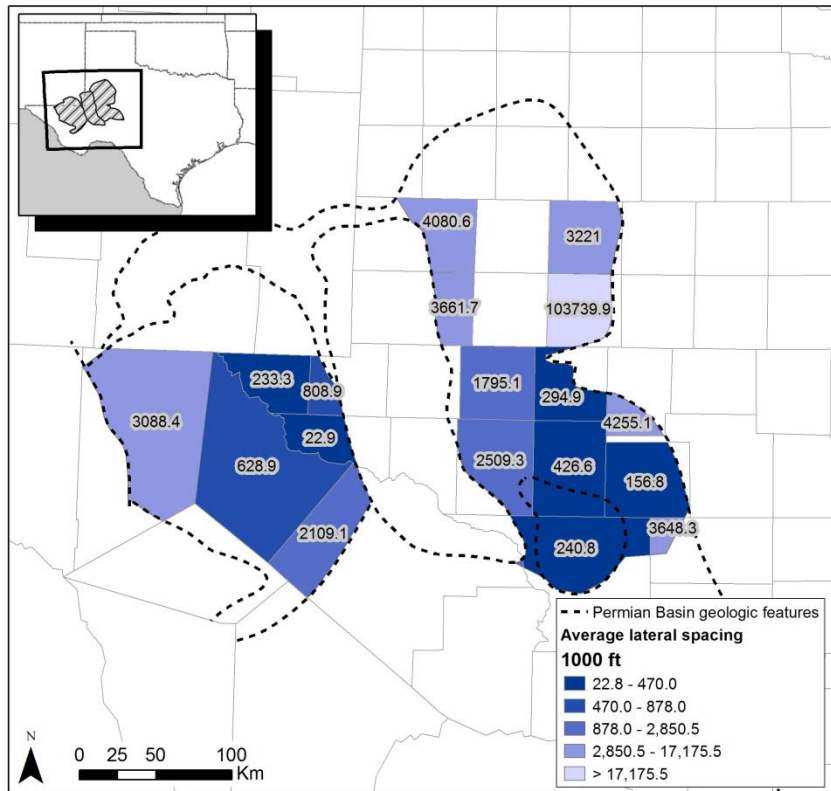 4080.6
3221
3661.7
103739.9
233.3
808.9
1795.1
294.9
3088.4
4255.1
22.9
628.9
2509.3
426.6
156.8
2109.1
3648.3
240.8
Permian Basin geologic features
Average lateral spacing
1000 ft
22.8 - 470.0
470.0 - 878.0
878.0 - 2,850.5
2,850.5 - 17,175.5
> 17,175.5
N
0 25 50 100
Km